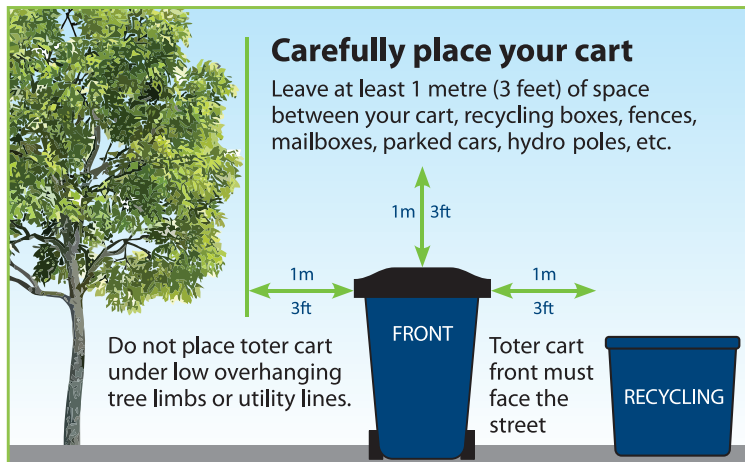 Carefully place your cart
Leave at least 1 metre (3 feet) of space
between your cart, recycling boxes, fences,
mailboxes, parked cars, hydro poles, etc.
1m 3ft
1m
3ft
1m
3ft
FRONT
Do not place toter cart
under low overhanging
tree limbs or utility lines.
Toter cart
front must
face the
street
RECYCLING